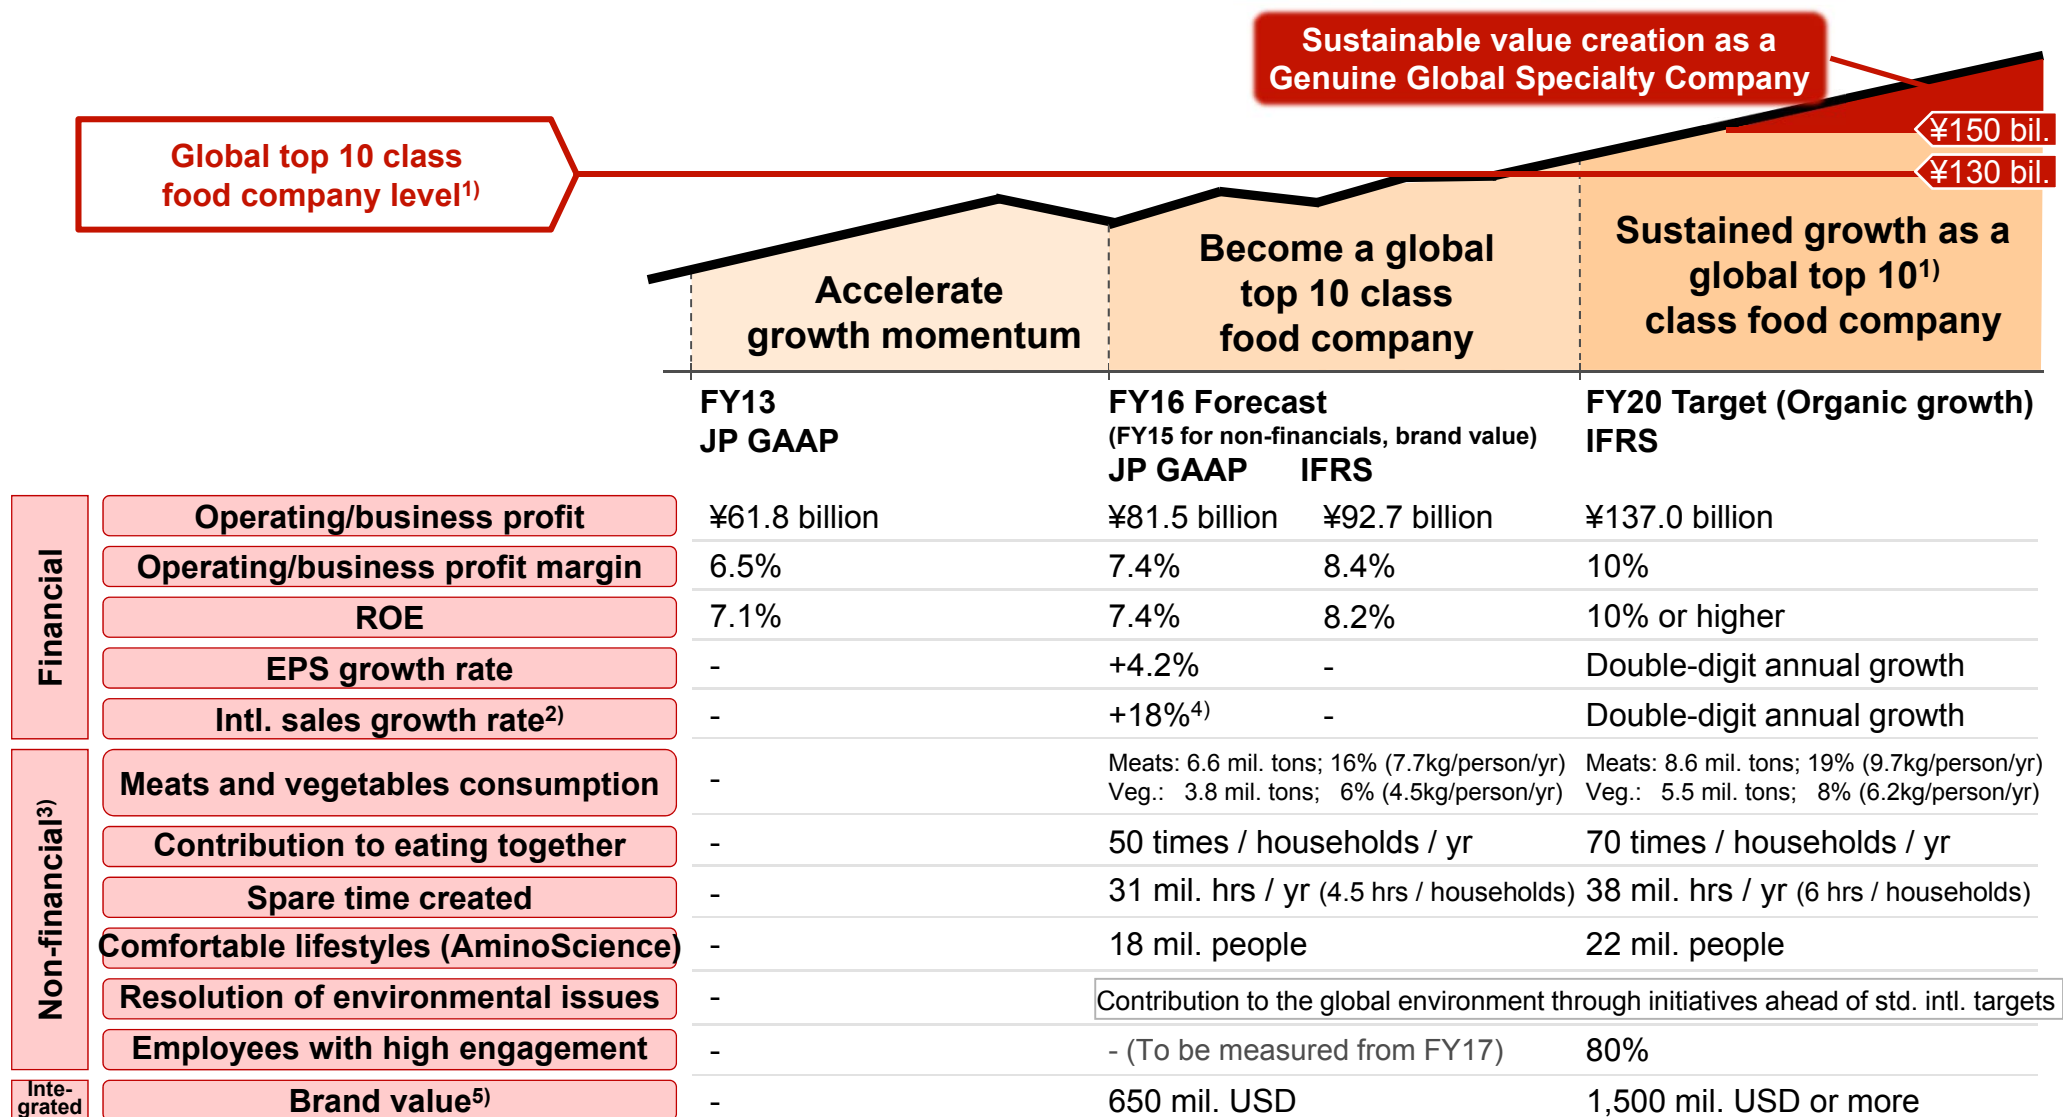 Sustainable value creation as a
Genuine Global Specialty Company
¥150 bil.
¥130 bil.
Global top 10 class
food company level1)
Accelerate
growth momentum
Become a global
top 10 class
food company
Sustained growth as a
global top 101)
class food company
FY13
JP GAAP
FY16 Forecast
(FY15 for non-financials, brand value)
JP GAAP IFRS
FY20 Target (Organic growth)
IFRS
Financial
Operating/business profit ¥61.8 billion ¥81.5 billion ¥92.7 billion ¥137.0 billion
Operating/business profit margin 6.5% 7.4% 8.4% 10%
ROE 7.1% 7.4% 8.2% 10% or higher
EPS growth rate - +4.2% - Double-digit annual growth
Intl. sales growth rate2) - +18%4) - Double-digit annual growth
Non-financial3)
Meats and vegetables consumption -
Meats: 6.6 mil. tons; 16% (7.7kg/person/yr) Meats: 8.6 mil. tons; 19% (9.7kg/person/yr)
Veg.: 3.8 mil. tons; 6% (4.5kg/person/yr) Veg.: 5.5 mil. tons; 8% (6.2kg/person/yr)
Contribution to eating together - 50 times / households / yr 70 times / households / yr
Spare time created - 31 mil. hrs / yr (4.5 hrs / households) 38 mil. hrs / yr (6 hrs / households)
Comfortable lifestyles (AminoScience) - 18 mil. people 22 mil. people
Resolution of environmental issues - Contribution to the global environment through initiatives ahead of std. intl. targets
Employees with high engagement - - (To be measured from FY17) 80%
Inte-
grated
Brand value5) - 650 mil. USD 1,500 mil. USD or more